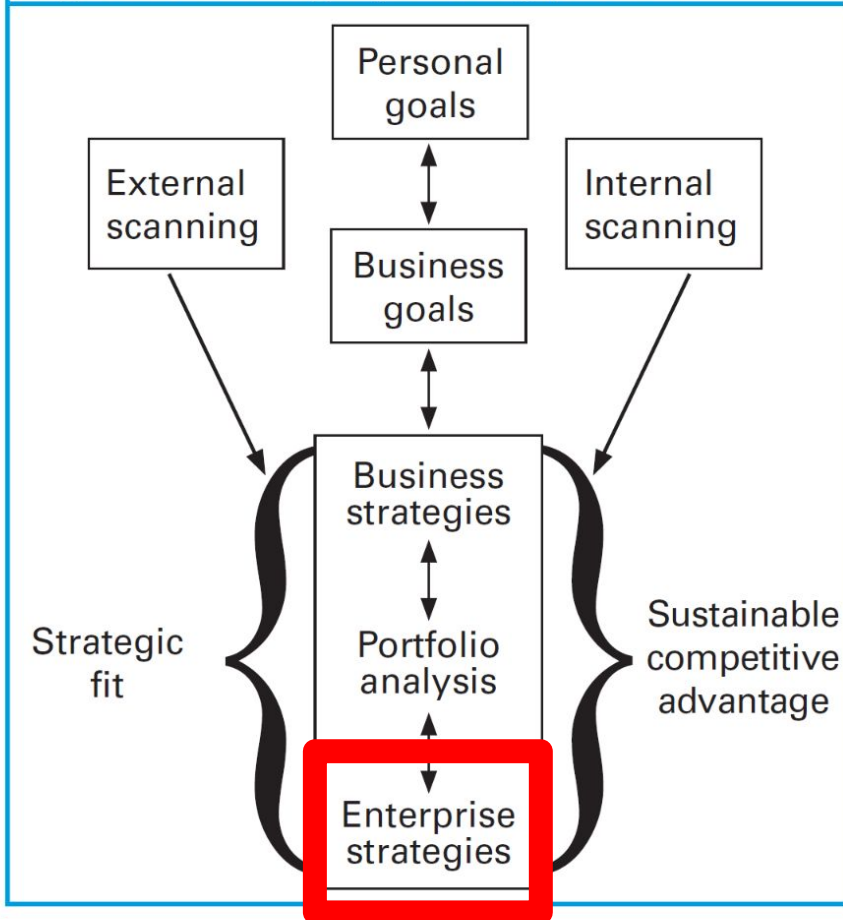 Personal
goals
External
scanning
Internal
scanning
Business
goals
Business
strategies
Strategic
fit
Portfolio
analysis
Sustainable
competitive
advantage
Enterprise
strategies